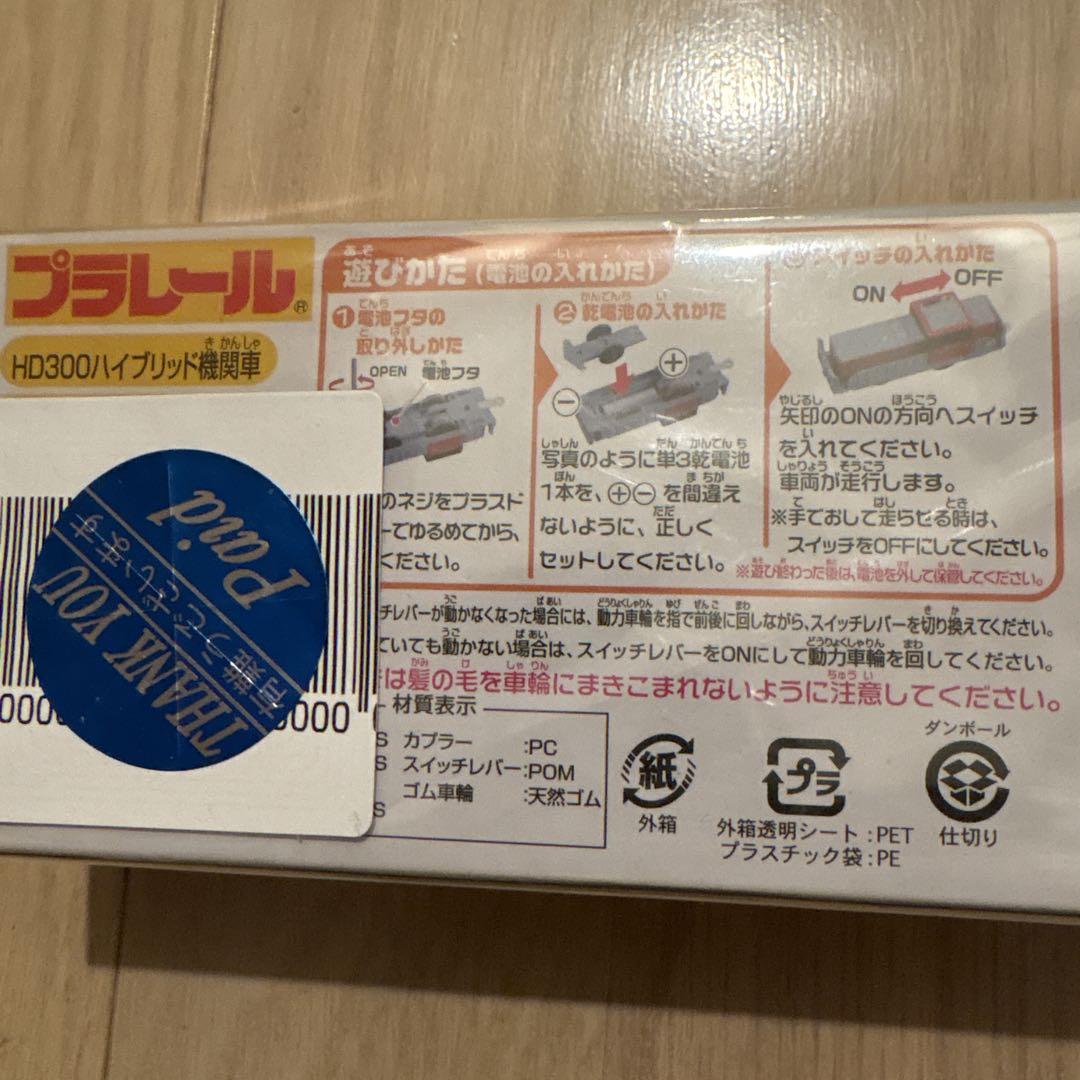 プラレール®
HD300ハイブリッド機関車
遊びかた(電池の入れかた)
①電池フタの
取り外しかた
OPEN 電池フタ
のネジをプラスド
ーでゆるめてから、
ください。
②乾電池の入れかた
⊕
⊖
写真のように単3乾電池
1本を、⊕⊖を間違え
ないように、正しく
セットしてください。
イッチの入れかた
ON OFF
矢印のONの方向へスイッチ
を入れてください。
車両が走行します。
※手でおして走らせる時は、
スイッチをOFFにしてください。
※遊び終わった後は、電池を外して保管してください。
チレバーが動かなくなった場合には、動力車輪を指で前後に回しながら、スイッチレバーを切り換えてください。
ていても動かない場合は、スイッチレバーをONにして動力車輪を回してください。
は髪の毛を車輪にまきこまれないように注意してください。
材質表示
S カプラー :PC
S スイッチレバー:POM
ゴム車輪 :天然ゴム
S
紙
外箱
プラ
外箱透明シート:PET
プラスチック袋:PE
ダンボール
仕切り
Paid
有難うございます
THANK YOU
0000